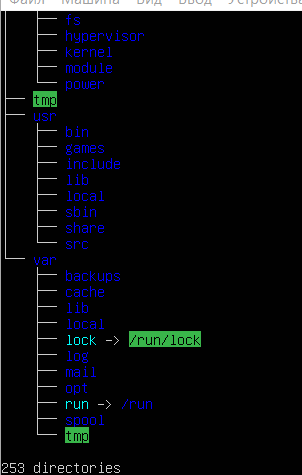 Файл Машина Вид Ввод Устройства
fs
hypervisor
kernel
module
power
tmp
usr
bin
games
include
lib
local
sbin
share
src
var
backups
cache
lib
local
lock -> /run/lock
log
mail
opt
run -> /run
spool
tmp
253 directories